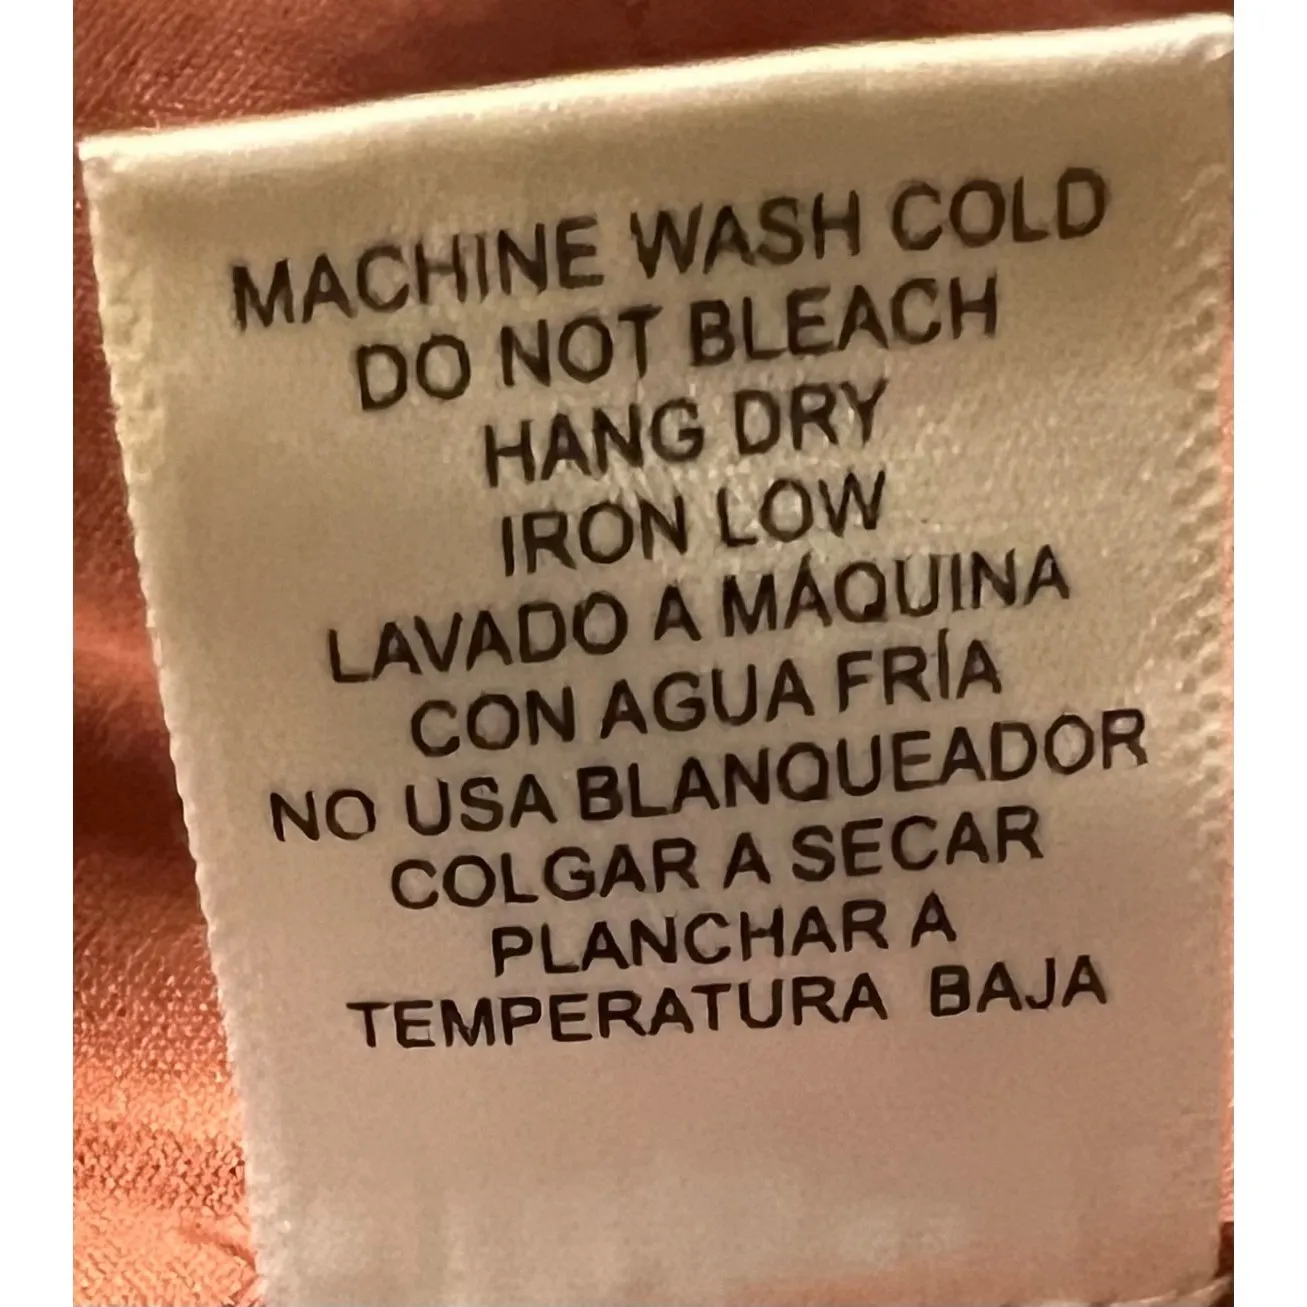 MACHINE WASH COLD
DO NOT BLEACH
HANG DRY
IRON LOW
LAVADO A MÁQUINA
CON AGUA FRÍA
NO USA BLANQUEADOR
COLGAR A SECAR
PLANCHAR A
TEMPERATURA BAJA